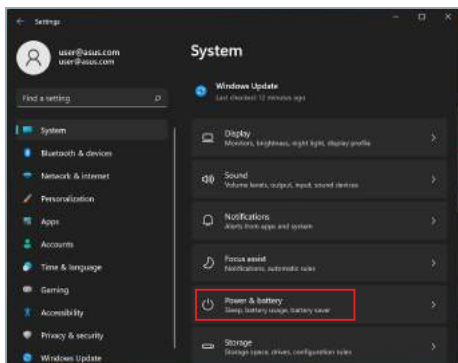 Settings
user@asus.com
user@asus.com
Find a setting
System
Bluetooth & devices
Network & internet
Personalization
Apps
Accounts
Time & language
Gaming
Accessibility
Privacy & security
Windows Update
System
Windows Update
Last checked: 12 minutes ago
Display
Monitors, brightness, night light, display profile
Sound
Volume levels, output, input, sound devices
Notifications
Alerts from apps and system
Focus assist
Notifications, automatic rules
Power & battery
Sleep, battery usage, battery saver
Storage
Storage space, drives, configuration rules